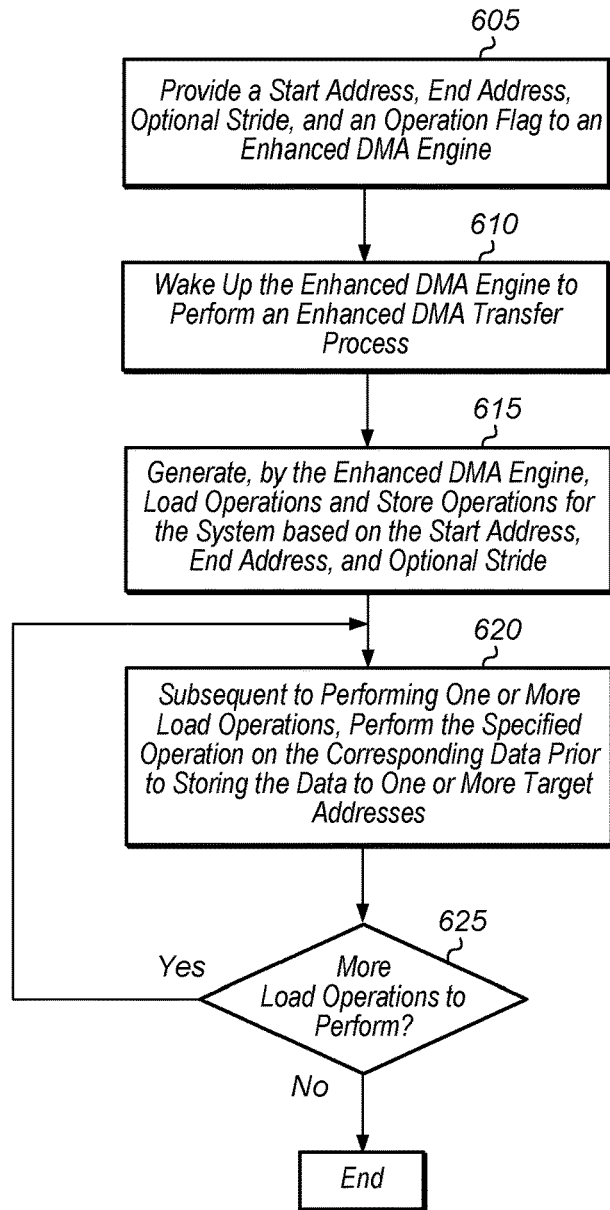 605
Provide a Start Address, End Address,
Optional Stride, and an Operation Flag to an
Enhanced DMA Engine
610
Wake Up the Enhanced DMA Engine to
Perform an Enhanced DMA Transfer
Process
615
Generate, by the Enhanced DMA Engine,
Load Operations and Store Operations for
the System based on the Start Address,
End Address, and Optional Stride
620
Subsequent to Performing One or More
Load Operations, Perform the Specified
Operation on the Corresponding Data Prior
to Storing the Data to One or More Target
Addresses
625
Yes
More
Load Operations to
Perform?
No
End